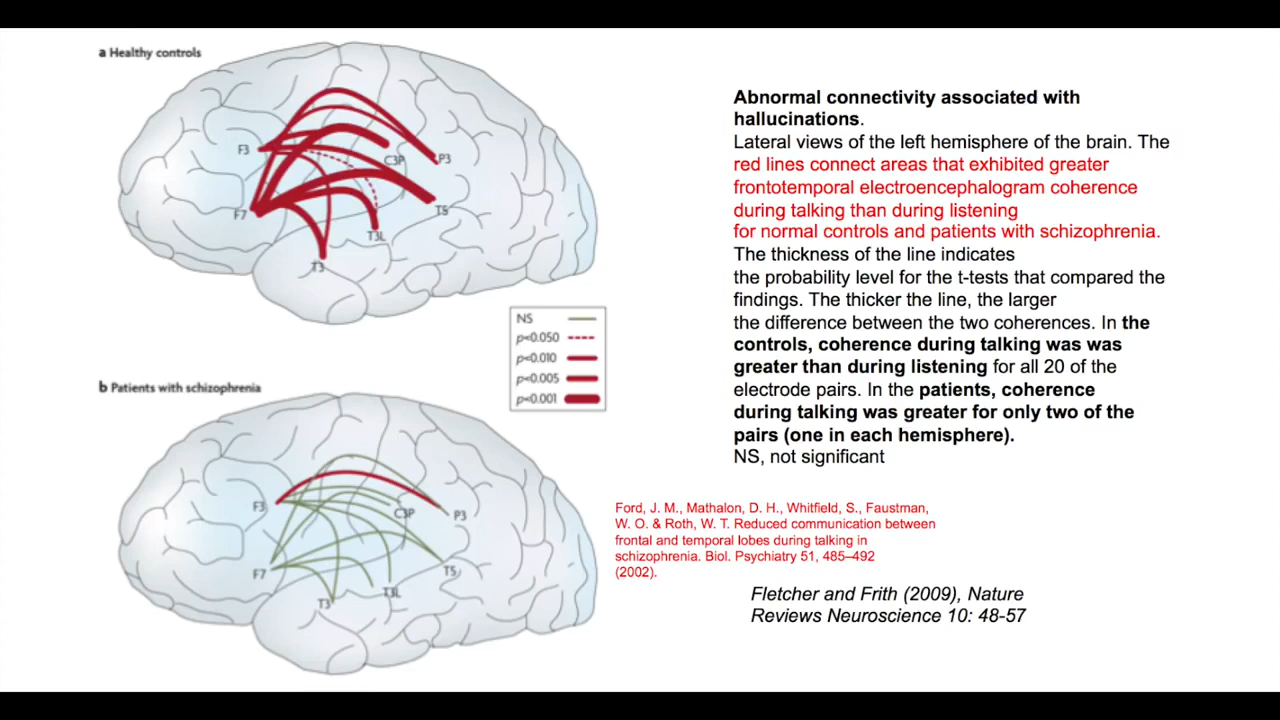 a Healthy controls
F3
C3P
P3
F7
T5
T3L
T3
NS
p<0.050
p<0.010
p<0.005
p<0.001
b Patients with schizophrenia
F3
C3P
P3
F7
T5
T3L
T3
Abnormal connectivity associated with
hallucinations.
Lateral views of the left hemisphere of the brain. The
red lines connect areas that exhibited greater
frontotemporal electroencephalogram coherence
during talking than during listening
for normal controls and patients with schizophrenia.
The thickness of the line indicates
the probability level for the t-tests that compared the
findings. The thicker the line, the larger
the difference between the two coherences. In the
controls, coherence during talking was was
greater than during listening for all 20 of the
electrode pairs. In the patients, coherence
during talking was greater for only two of the
pairs (one in each hemisphere).
NS, not significant
Ford, J. M., Mathalon, D. H., Whitfield, S., Faustman,
W. O. & Roth, W. T. Reduced communication between
frontal and temporal lobes during talking in
schizophrenia. Biol. Psychiatry 51, 485–492
(2002).
Fletcher and Frith (2009), Nature
Reviews Neuroscience 10: 48-57